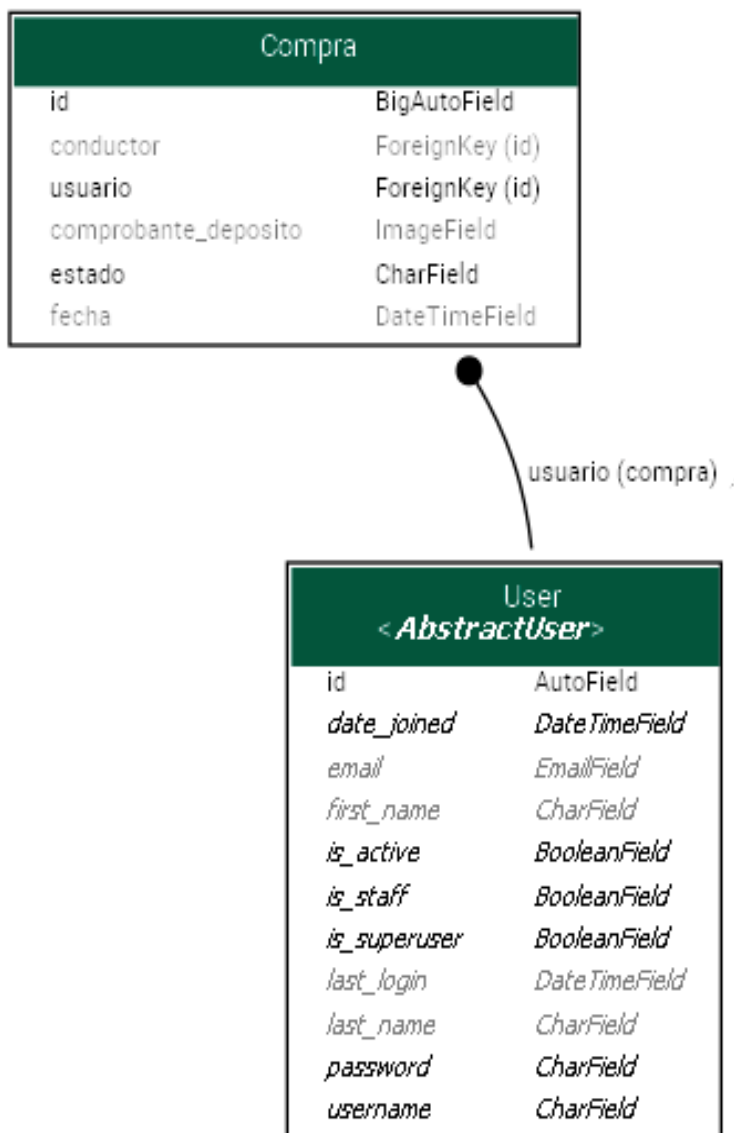 Compra
id BigAutoField
conductor ForeignKey (id)
usuario ForeignKey (id)
comprobante_deposito ImageField
estado CharField
fecha DateTimeField
usuario (compra)
User
<AbstractUser>
id AutoField
date_joined DateTimeField
email EmailField
first_name CharField
is_active BooleanField
is_staff BooleanField
is_superuser BooleanField
last_login DateTimeField
last_name CharField
password CharField
username CharField